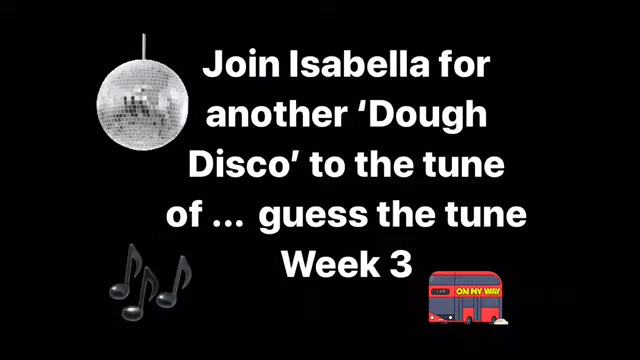 Join Isabella for
another ‘Dough
Disco’ to the tune
of ... guess the tune
Week 3
ON MY WAY